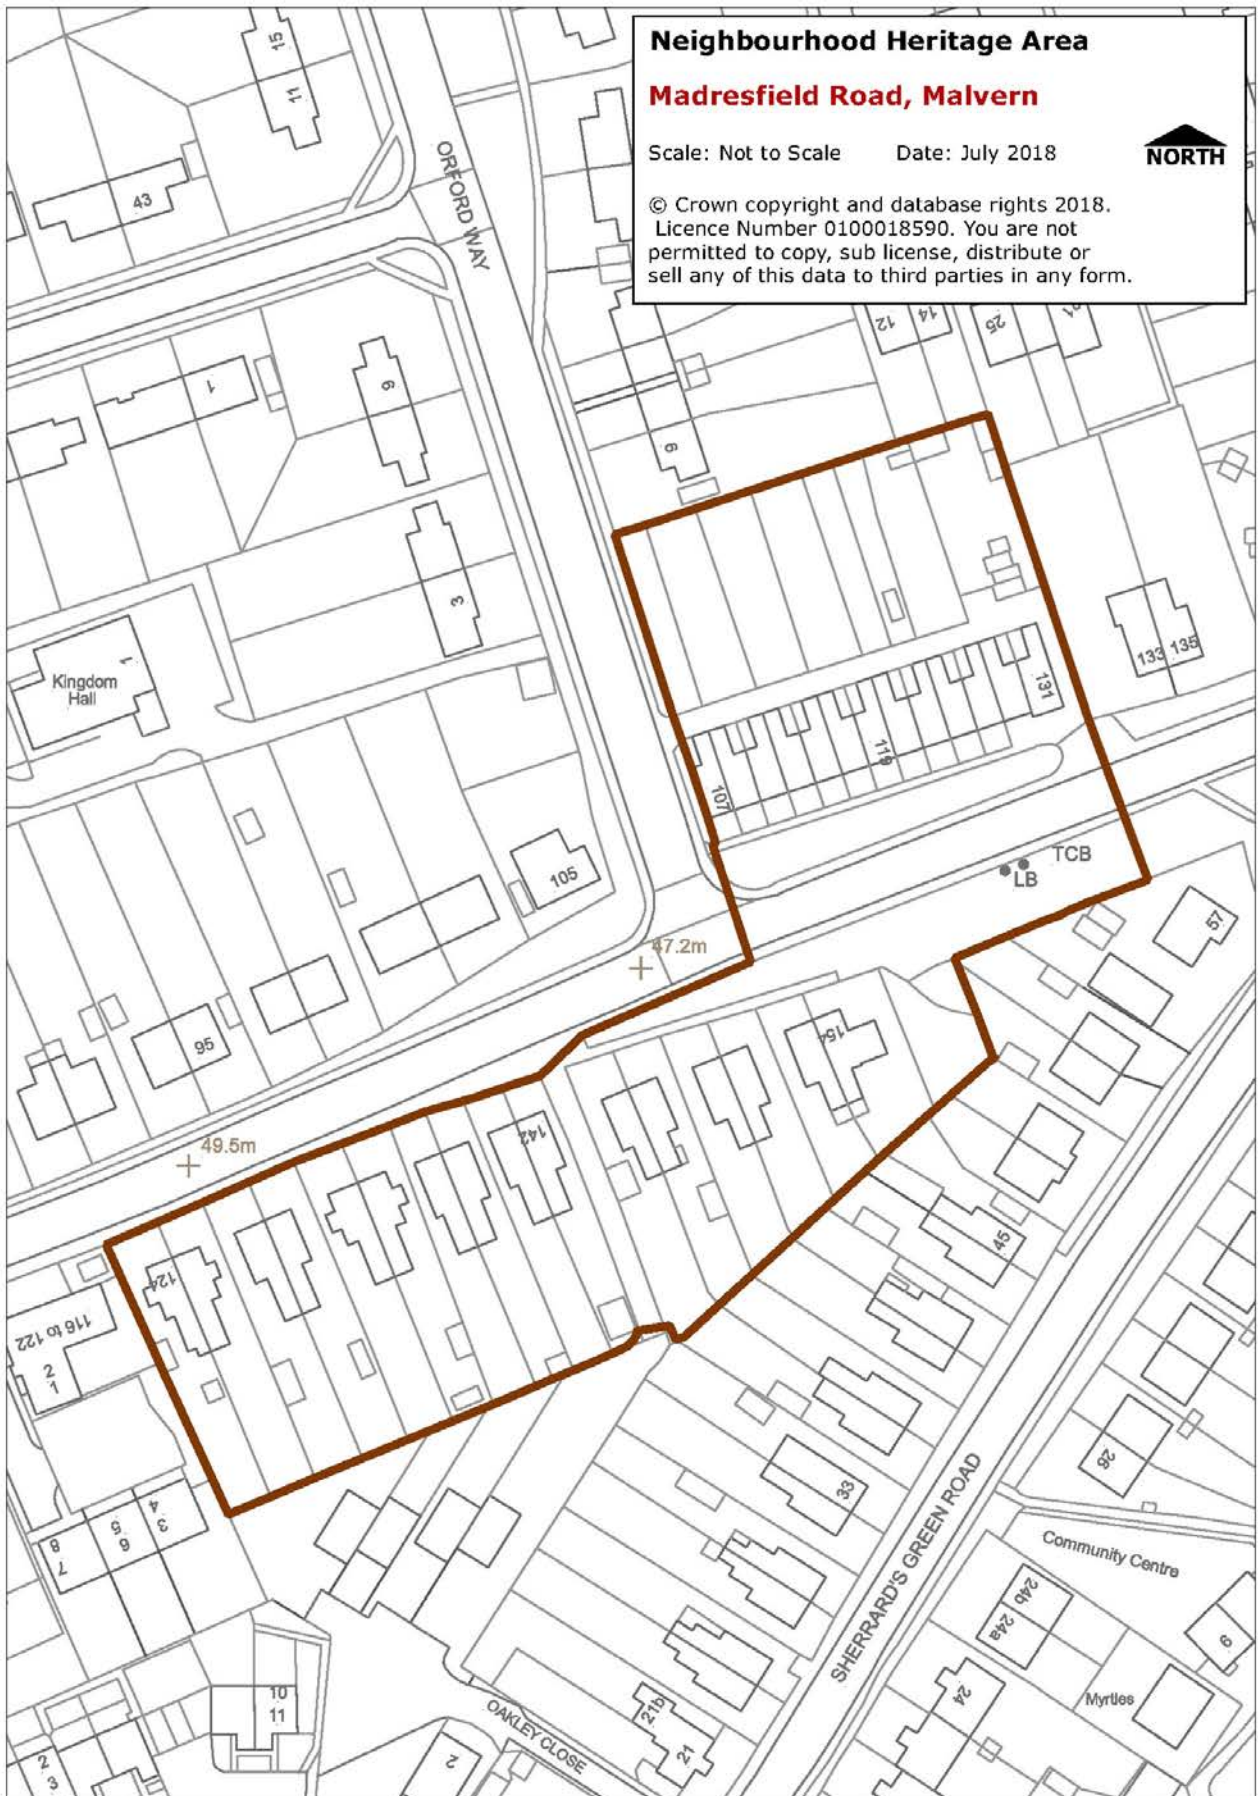 Neighbourhood Heritage Area
Madresfield Road, Malvern
Scale: Not to Scale
Date: July 2018
NORTH
© Crown copyright and database rights 2018.
Licence Number 0100018590. You are not
permitted to copy, sub license, distribute or
sell any of this data to third parties in any form.
15
11
43
ORFORD WAY
12
14
25
1
9
9
3
Kingdom
Hall
1
133
135
131
119
107
105
TCB
LB
57
47.2m
95
154
49.5m
142
45
124
116 to 122
2
1
33
26
3
4
5
6
7
8
SHERRARD'S GREEN ROAD
Community Centre
24b
24a
9
24
Myrtles
10
11
21b
21
OAKLEY CLOSE
2
2
3